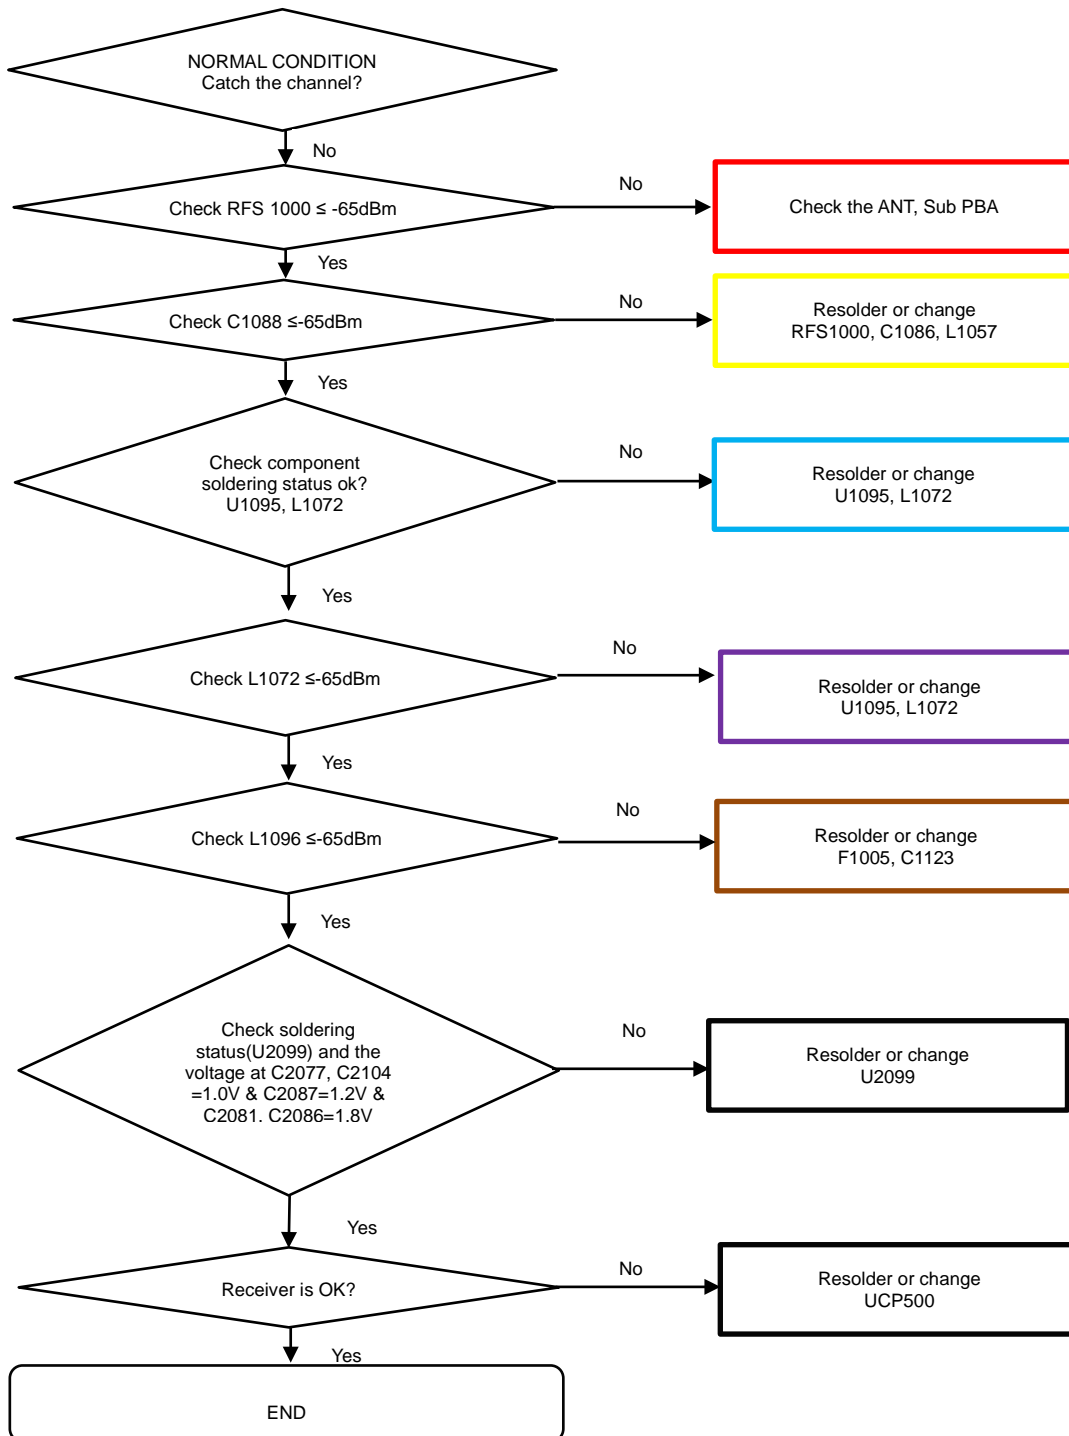 NORMAL CONDITION
Catch the channel?
No
Check RFS 1000 ≤ -65dBm
No
Check the ANT, Sub PBA
Yes
Check C1088 ≤-65dBm
No
Resolder or change
RFS1000, C1086, L1057
Yes
Check component
soldering status ok?
U1095, L1072
No
Resolder or change
U1095, L1072
Yes
Check L1072 ≤-65dBm
No
Resolder or change
U1095, L1072
Yes
Check L1096 ≤-65dBm
No
Resolder or change
F1005, C1123
Yes
Check soldering
status(U2099) and the
voltage at C2077, C2104
=1.0V & C2087=1.2V &
C2081. C2086=1.8V
No
Resolder or change
U2099
Yes
Receiver is OK?
No
Resolder or change
UCP500
Yes
END